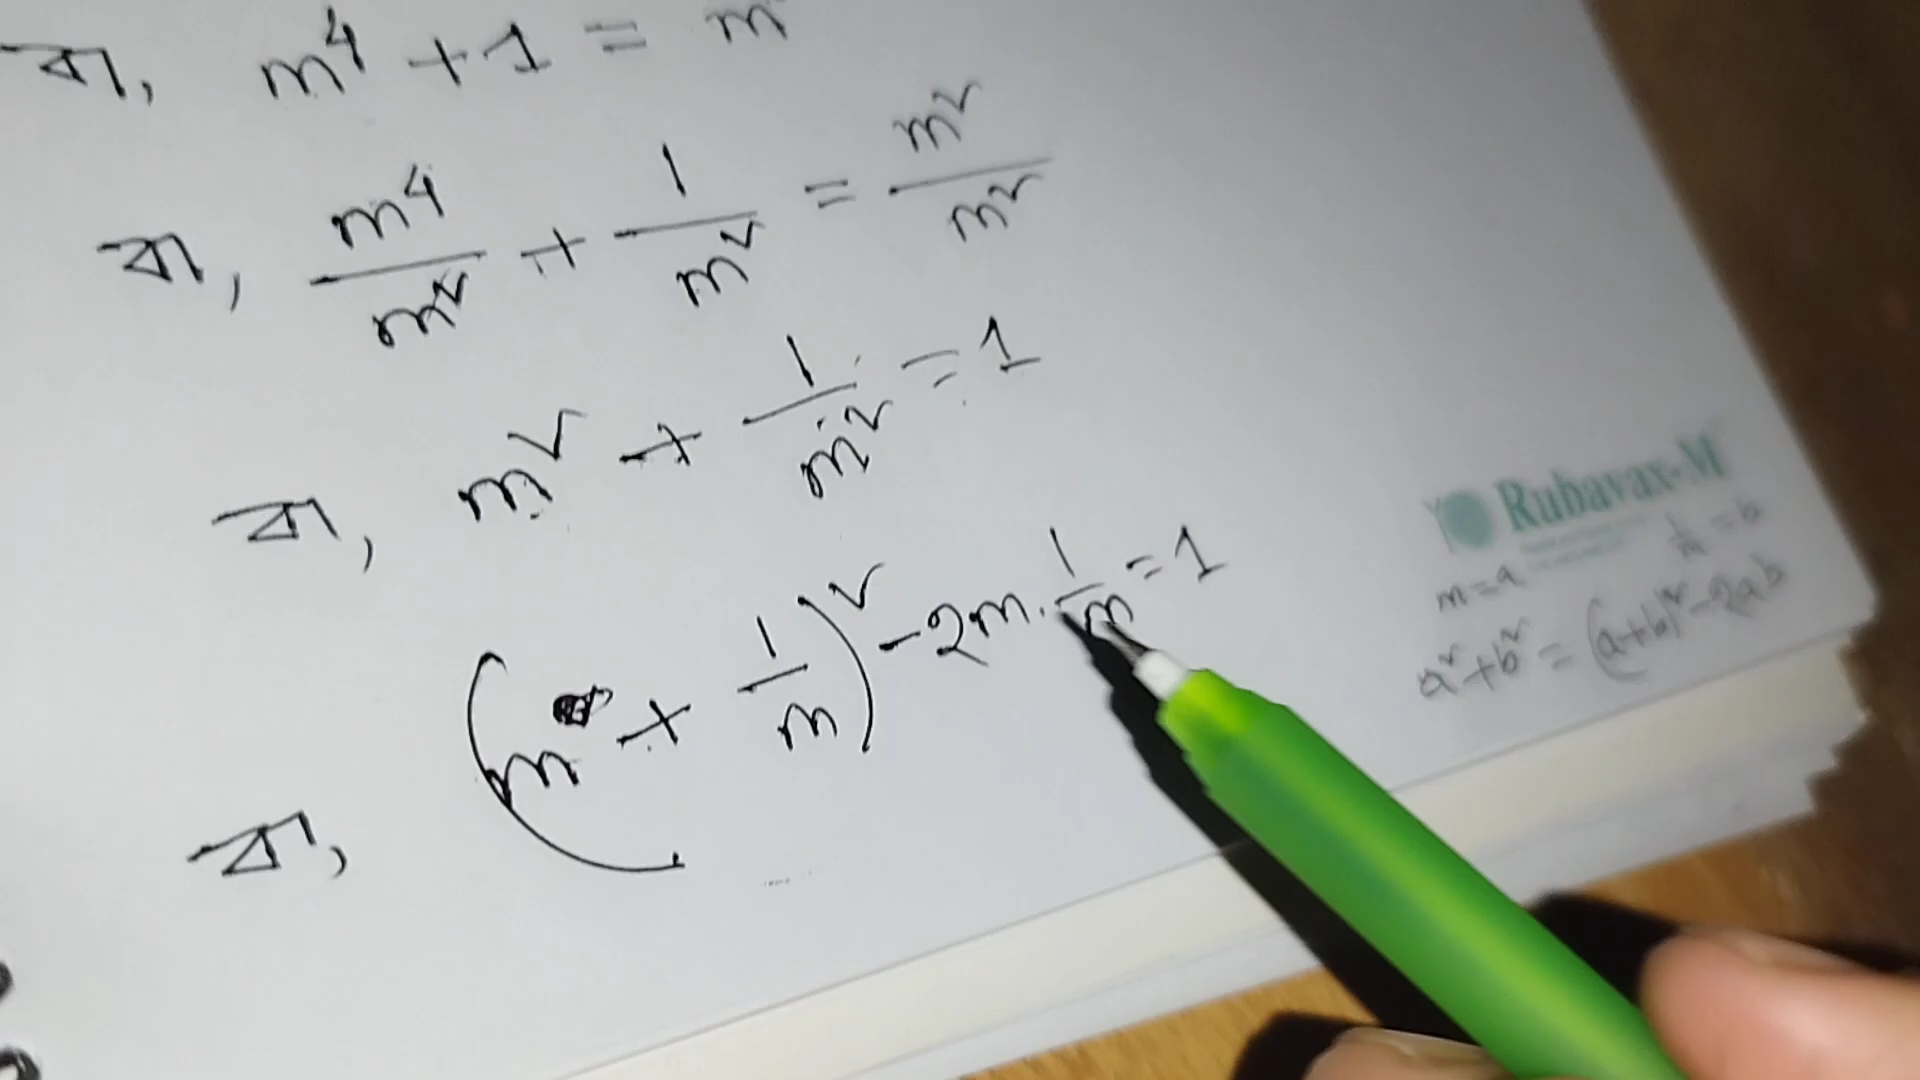 বা, m⁴ + 1 = m
বা, m⁴/m² + 1/m² = m²/m²
বা, m² + 1/m² = 1
বা, (m + 1/m)² - 2m · 1/m = 1
Rubavax-M
m = a 1/m = b
a² + b² = (a+b)² - 2ab